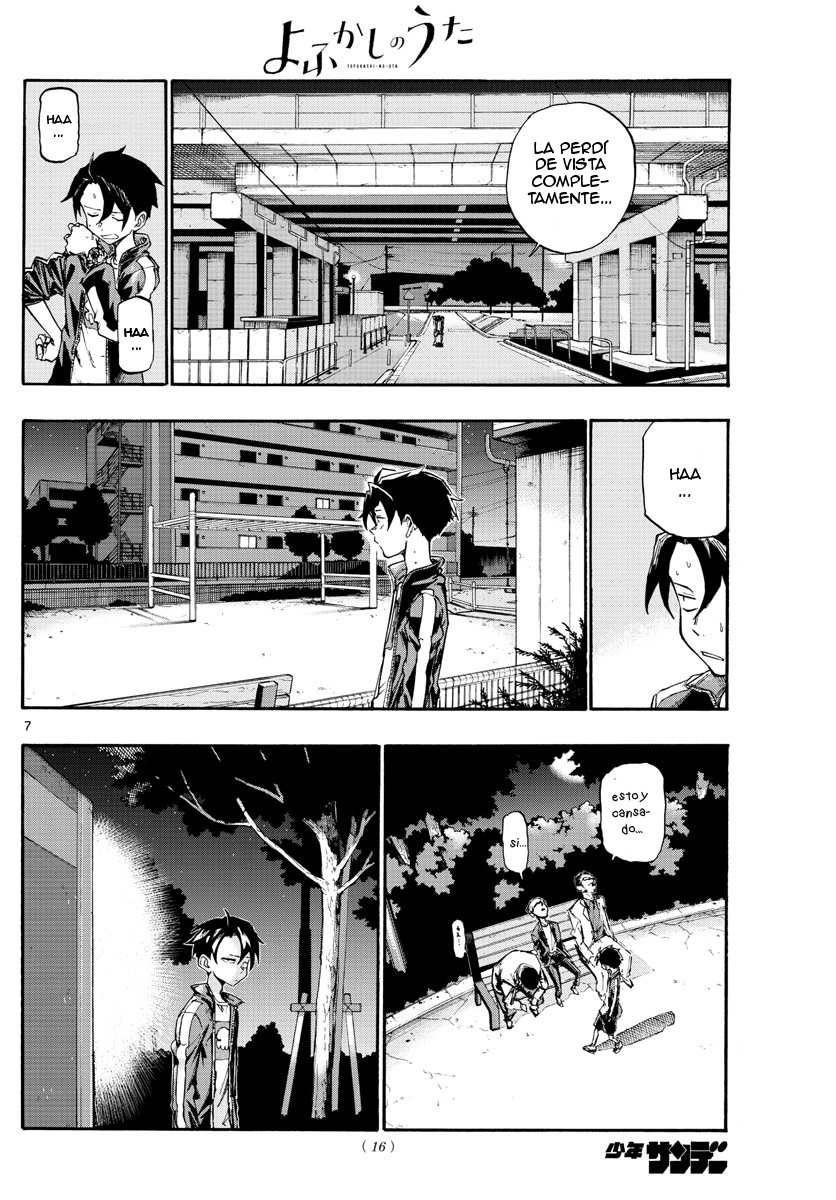 よふかしのうた
YOFUKASHI-NO-UTA
LA PERDÍ
DE VISTA
COMPLE-
TAMENTE...
HAA
...
HAA
...
HAA
...
7
estoy
cansa-
do...
si...
( 16 )
少年サンデー